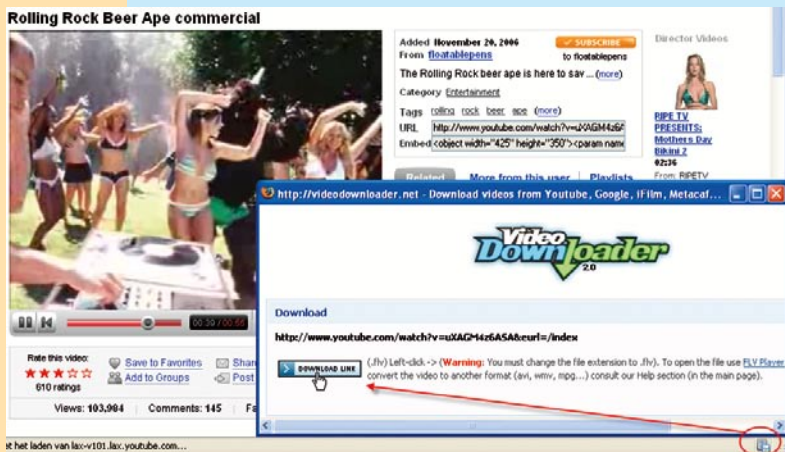 Rolling Rock Beer Ape commercial
Added November 20, 2006
From floatablepens
SUBSCRIBE
to floatablepens
The Rolling Rock beer ape is here to sav ... (more)
Category Entertainment
Tags rolling rock beer ape (more)
URL http://www.youtube.com/watch?v=uXAGM4z6A
Embed <object width="425" height="350"><param name
Related More from this user Playlists
Director Videos
RIPE TV
PRESENTS:
Mothers Day
Bikini 2
02:36
From: RIPETV
http://videodownloader.net - Download videos from Youtube, Google, iFilm, Metacaf...
Video
Downloader
2.0
Download
http://www.youtube.com/watch?v=uXAGM4z6ASA&eurl=/index
DOWNLOAD LINK
(.flv) Left-click -> (Warning: You must change the file extension to .flv). To open the file use FLV Player
convert the video to another format (avi, wmv, mpg...) consult our Help section (in the main page).
00:39 / 00:56
Rate this video:
610 ratings
Save to Favorites
Add to Groups
Shar
Post
Views: 103,984 Comments: 145 Fa
et het laden van lax-v101.lax.youtube.com...